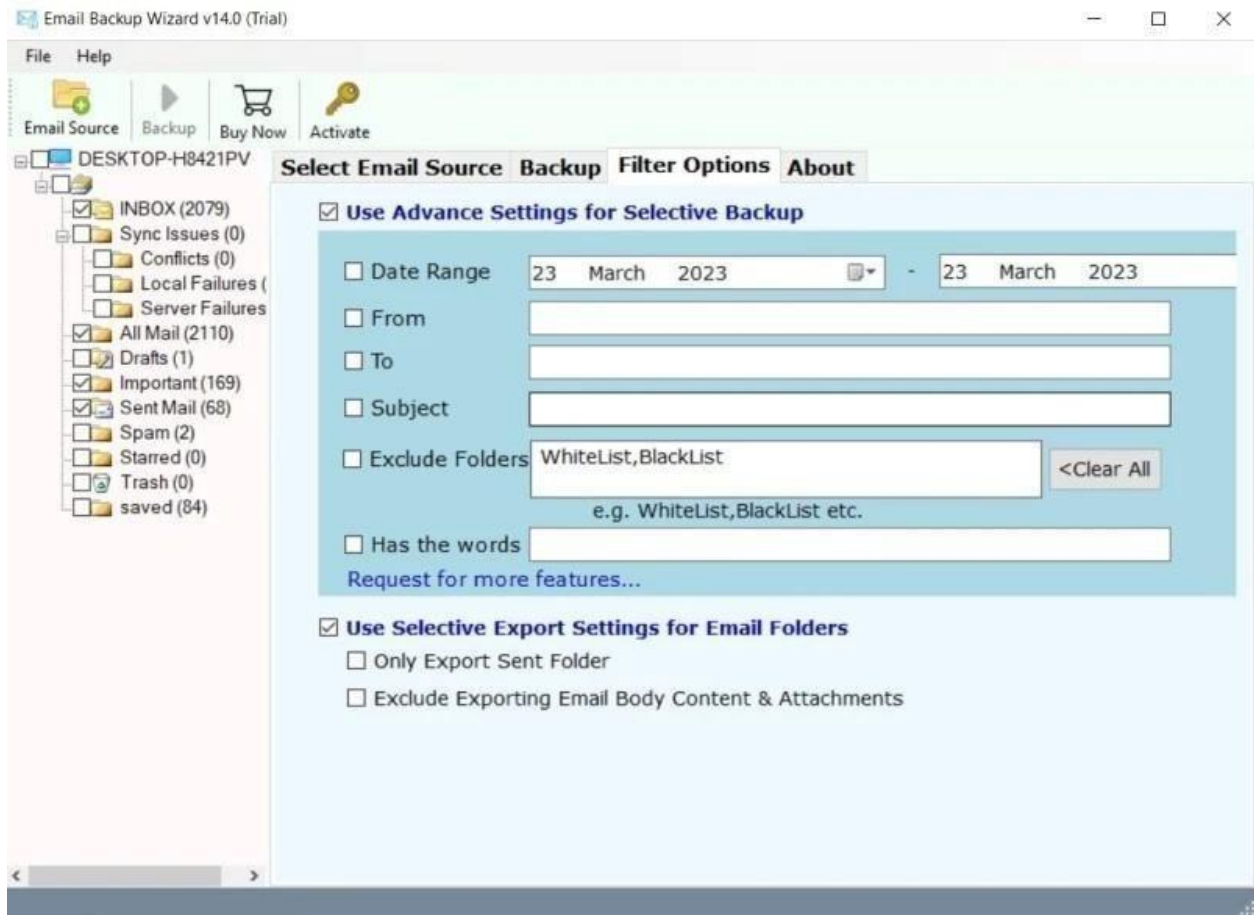 Email Backup Wizard v14.0 (Trial)
File Help
Email Source Backup Buy Now Activate
DESKTOP-H8421PV
INBOX (2079)
Sync Issues (0)
Conflicts (0)
Local Failures (
Server Failures
All Mail (2110)
Drafts (1)
Important (169)
Sent Mail (68)
Spam (2)
Starred (0)
Trash (0)
saved (84)
Select Email Source Backup Filter Options About
Use Advance Settings for Selective Backup
Date Range 23 March 2023 - 23 March 2023
From
To
Subject
Exclude Folders WhiteList,BlackList <Clear All
e.g. WhiteList,BlackList etc.
Has the words
Request for more features...
Use Selective Export Settings for Email Folders
Only Export Sent Folder
Exclude Exporting Email Body Content & Attachments